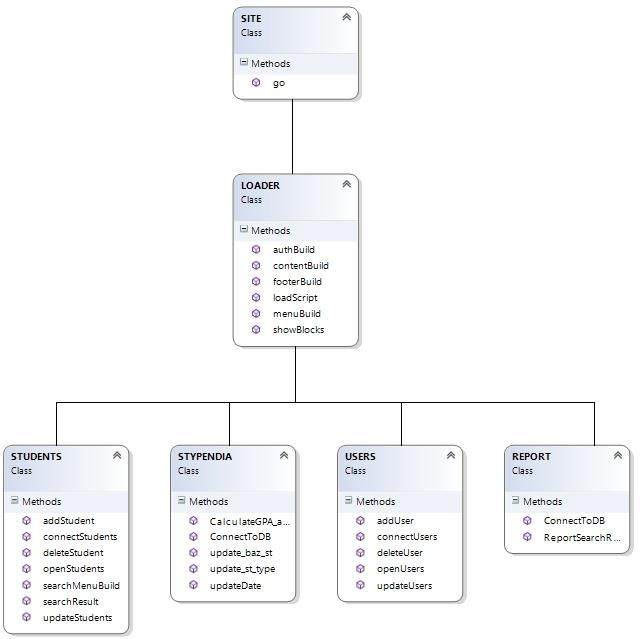 SITE
Class
Methods
go
LOADER
Class
Methods
authBuild
contentBuild
footerBuild
loadScript
menuBuild
showBlocks
STUDENTS
Class
Methods
addStudent
connectStudents
deleteStudent
openStudents
searchMenuBuild
searchResult
updateStudents
STYPENDIA
Class
Methods
CalculateGPA_a...
ConnectToDB
update_baz_st
update_st_type
updateDate
USERS
Class
Methods
addUser
connectUsers
deleteUser
openUsers
updateUsers
REPORT
Class
Methods
ConnectToDB
ReportSearchR...